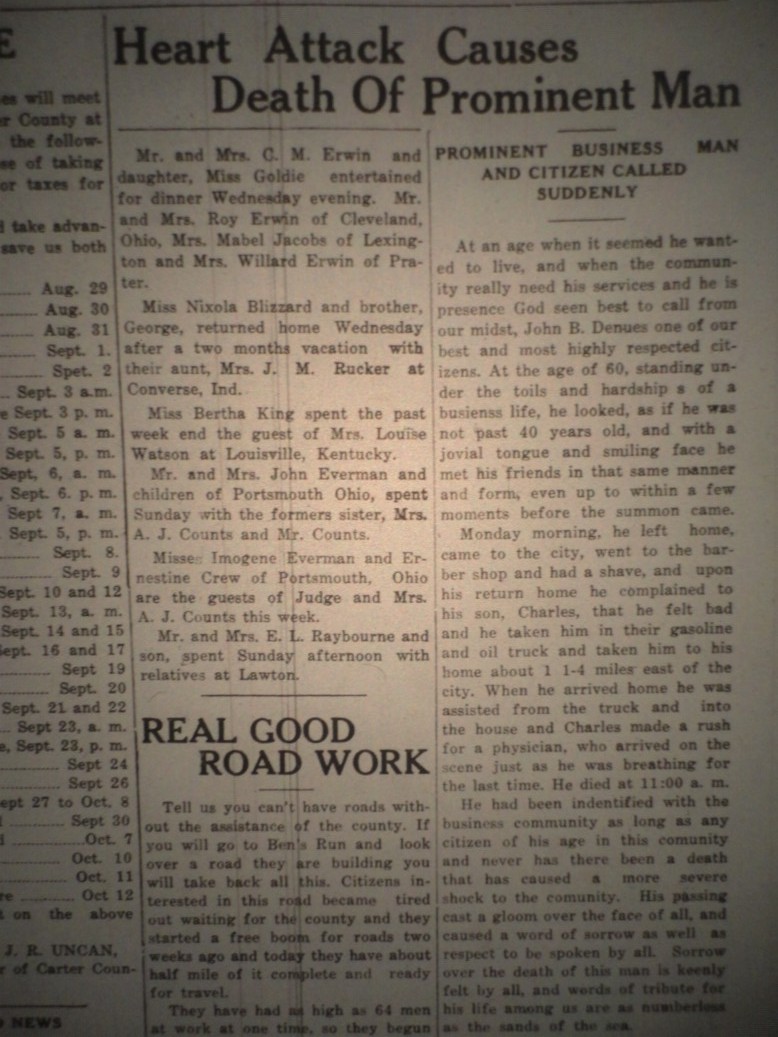 E
es will meet
er County at
the follow-
se of taking
or taxes for
d take advan-
save us both
Aug. 29
Aug. 30
Aug. 31
Sept. 1.
Spet. 2
Sept. 3 a.m.
e Sept. 3 p. m.
Sept. 5 a. m.
Sept. 5, p. m.
Sept, 6, a. m.
, Sept. 6. p. m.
Sept 7, a. m.
Sept. 5, p. m.
Sept. 8.
Sept. 9
Sept. 10 and 12
Sept. 13, a. m.
Sept. 14 and 15
Sept. 16 and 17
Sept 19
Sept. 20
Sept. 21 and 22
Sept 23, a. m.
e, Sept. 23, p. m.
Sept 24
Sept 26
ept 27 to Oct. 8
Sept 30
Oct. 7
Oct. 10
Oct. 11
re Oct 12
t on the above
J. R. UNCAN,
r of Carter Coun-
NEWS
Heart Attack Causes
Death Of Prominent Man
Mr. and Mrs. C. M. Erwin and
daughter, Miss Goldie entertained
for dinner Wednesday evening. Mr.
and Mrs. Roy Erwin of Cleveland,
Ohio, Mrs. Mabel Jacobs of Lexing-
ton and Mrs. Willard Erwin of Pra-
ter.
Miss Nixola Blizzard and brother,
George, returned home Wednesday
after a two months vacation with
their aunt, Mrs. J. M. Rucker at
Converse, Ind.
Miss Bertha King spent the past
week end the guest of Mrs. Louise
Watson at Louisville, Kentucky.
Mr. and Mrs. John Everman and
children of Portsmouth Ohio, spent
Sunday with the formers sister, Mrs.
A. J. Counts and Mr. Counts.
Misses Imogene Everman and Er-
nestine Crew of Portsmouth, Ohio
are the guests of Judge and Mrs.
A. J. Counts this week.
Mr. and Mrs. E. L. Raybourne and
son, spent Sunday afternoon with
relatives at Lawton.
REAL GOOD
ROAD WORK
Tell us you can't have roads with-
out the assistance of the county. If
you will go to Ben's Run and look
over a road they are building you
will take back all this. Citizens in-
terested in this road became tired
out waiting for the county and they
started a free boom for roads two
weeks ago and today they have about
half mile of it complete and ready
for travel.
They have had as high as 64 men
at work at one time, so they begun
PROMINENT BUSINESS MAN
AND CITIZEN CALLED
SUDDENLY
At an age when it seemed he want-
ed to live, and when the commun-
ity really need his services and he is
presence God seen best to call from
our midst, John B. Denues one of our
best and most highly respected cit-
izens. At the age of 60, standing un-
der the toils and hardship s of a
busienss life, he looked, as if he was
not past 40 years old, and with a
jovial tongue and smiling face he
met his friends in that same manner
and form, even up to within a few
moments before the summon came.
Monday morning, he left home,
came to the city, went to the bar-
ber shop and had a shave, and upon
his return home he complained to
his son, Charles, that he felt bad
and he taken him in their gasoline
and oil truck and taken him to his
home about 1 1-4 miles east of the
city. When he arrived home he was
assisted from the truck and into
the house and Charles made a rush
for a physician, who arrived on the
scene just as he was breathing for
the last time. He died at 11:00 a. m.
He had been indentified with the
business community as long as any
citizen of his age in this comunity
and never has there been a death
that has caused a more severe
shock to the comunity. His passing
cast a gloom over the face of all, and
caused a word of sorrow as well as
respect to be spoken by all. Sorrow
over the death of this man is keenly
felt by all, and words of tribute for
his life among us are as numberless
as the sands of the sea.